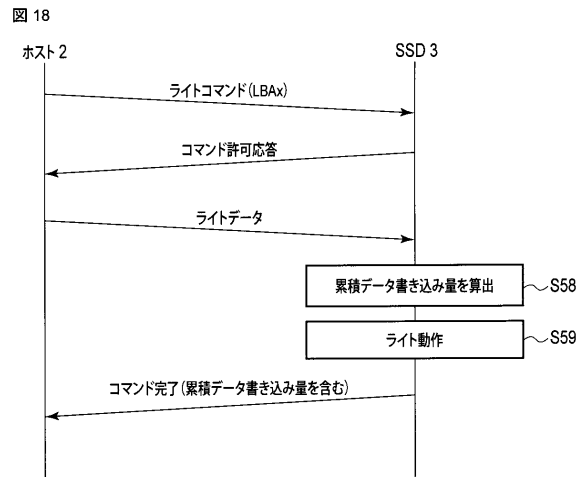 図 18
ホスト 2
SSD 3
ライトコマンド(LBAx)
コマンド許可応答
ライトデータ
累積データ書き込み量を算出
S58
ライト動作
S59
コマンド完了(累積データ書き込み量を含む)